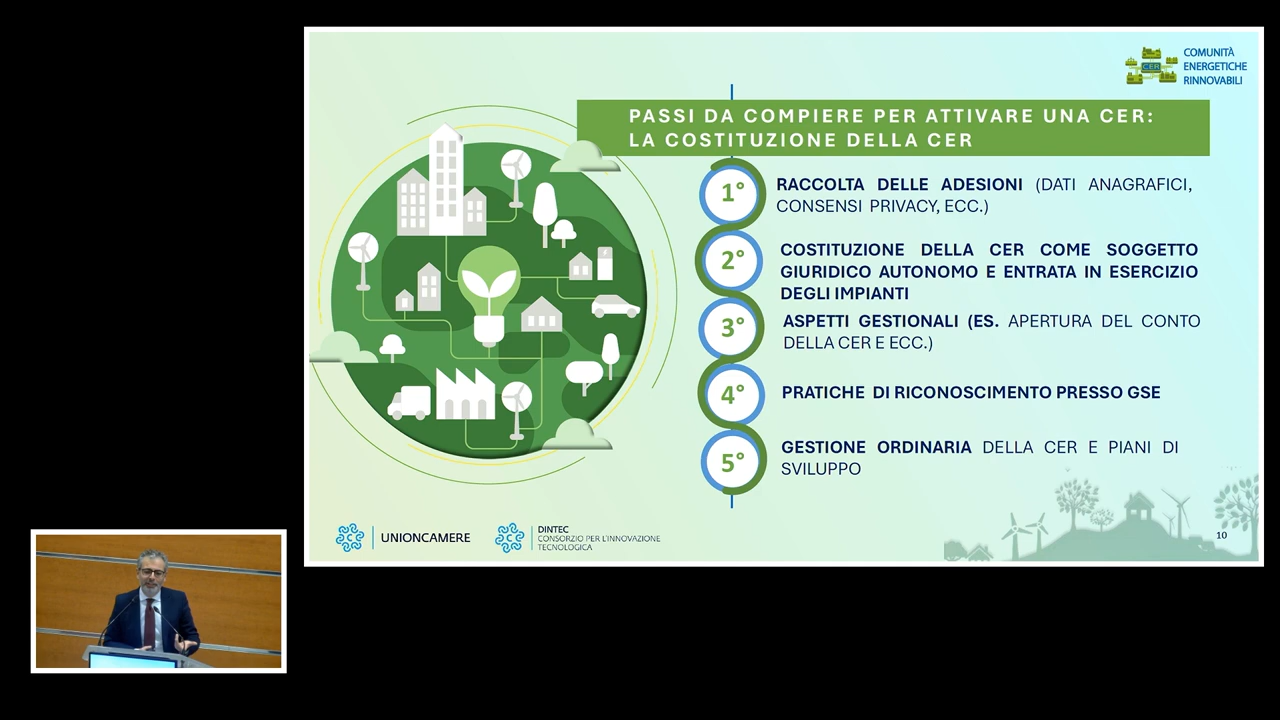 COMUNITÀ
ENERGETICHE
RINNOVABILI
CER
PASSI DA COMPIERE PER ATTIVARE UNA CER:
LA COSTITUZIONE DELLA CER
1° RACCOLTA DELLE ADESIONI (DATI ANAGRAFICI,
CONSENSI PRIVACY, ECC.)
2° COSTITUZIONE DELLA CER COME SOGGETTO
GIURIDICO AUTONOMO E ENTRATA IN ESERCIZIO
DEGLI IMPIANTI
3° ASPETTI GESTIONALI (ES. APERTURA DEL CONTO
DELLA CER E ECC.)
4° PRATICHE DI RICONOSCIMENTO PRESSO GSE
5° GESTIONE ORDINARIA DELLA CER E PIANI DI
SVILUPPO
UNIONCAMERE
DINTEC
CONSORZIO PER L'INNOVAZIONE
TECNOLOGICA
10